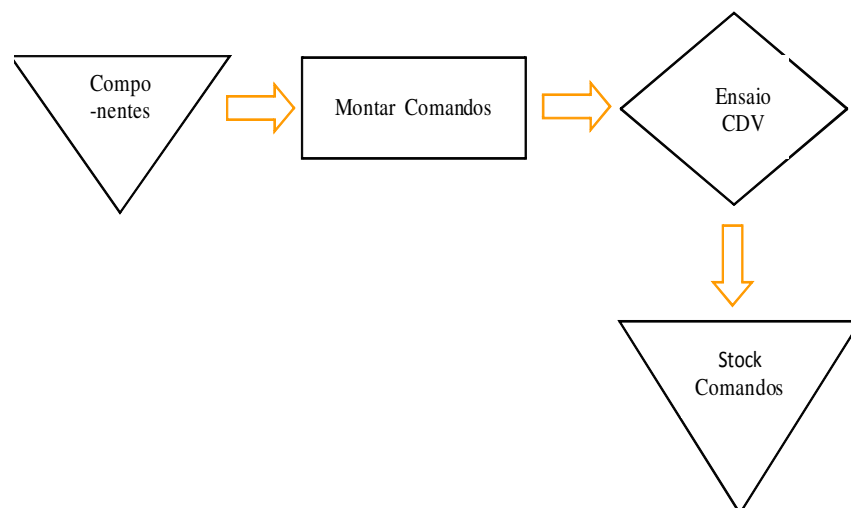 Compo
-nentes
Montar Comandos
Ensaio
CDV
Stock
Comandos